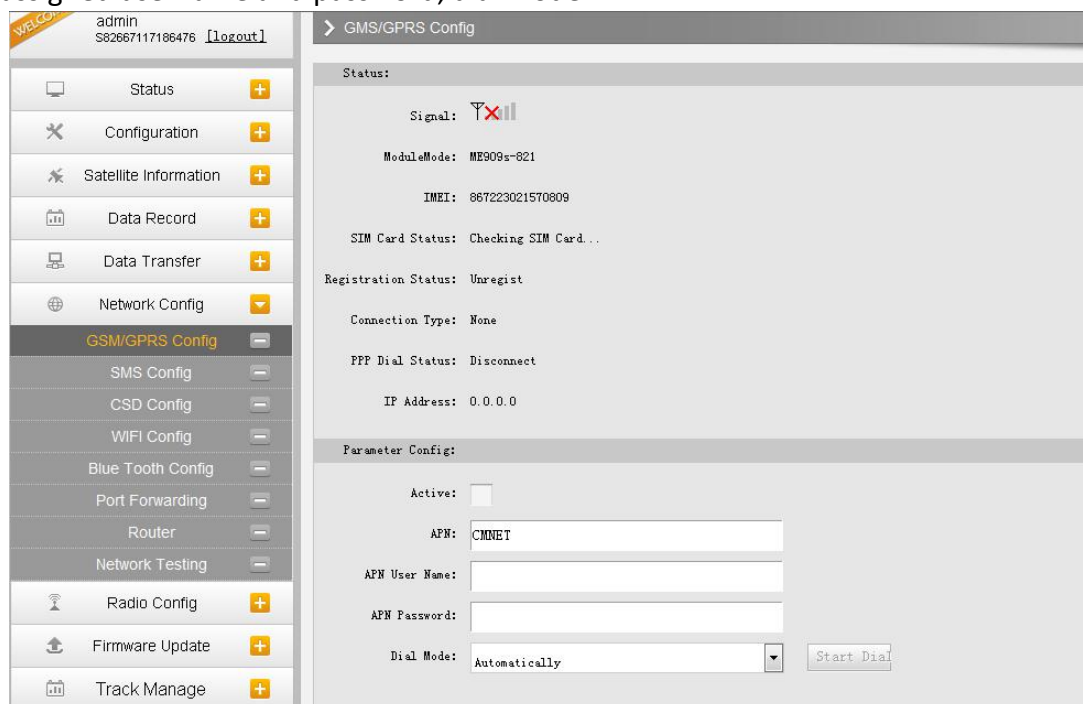 WELCOME
admin
S82667117186476 [logout]
Status
Configuration
Satellite Information
Data Record
Data Transfer
Network Config
GSM/GPRS Config
SMS Config
CSD Config
WIFI Config
Blue Tooth Config
Port Forwarding
Router
Network Testing
Radio Config
Firmware Update
Track Manage
GMS/GPRS Config
Status:
Signal:
ModuleMode: ME909s-821
IMEI: 867223021570809
SIM Card Status: Checking SIM Card...
Registration Status: Unregist
Connection Type: None
PPP Dial Status: Disconnect
IP Address: 0.0.0.0
Parameter Config:
Active:
APN: CMNET
APN User Name:
APN Password:
Dial Mode: Automatically Start Dial